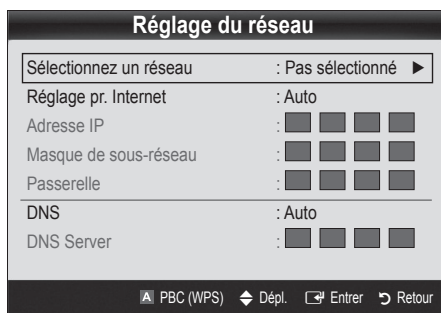 Réglage du réseau
Sélectionnez un réseau : Pas sélectionné ►
Réglage pr. Internet : Auto
Adresse IP :
Masque de sous-réseau :
Passerelle :
DNS : Auto
DNS Server :
A PBC (WPS) Dépl. Entrer Retour